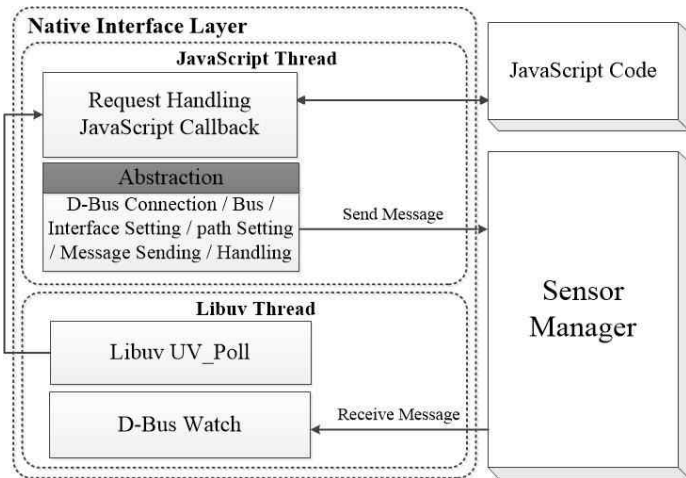 Native Interface Layer
JavaScript Thread
Request Handling
JavaScript Callback
JavaScript Code
Abstraction
D-Bus Connection / Bus /
Interface Setting / path Setting
/ Message Sending / Handling
Send Message
Sensor
Manager
Libuv Thread
Libuv UV_Poll
D-Bus Watch
Receive Message